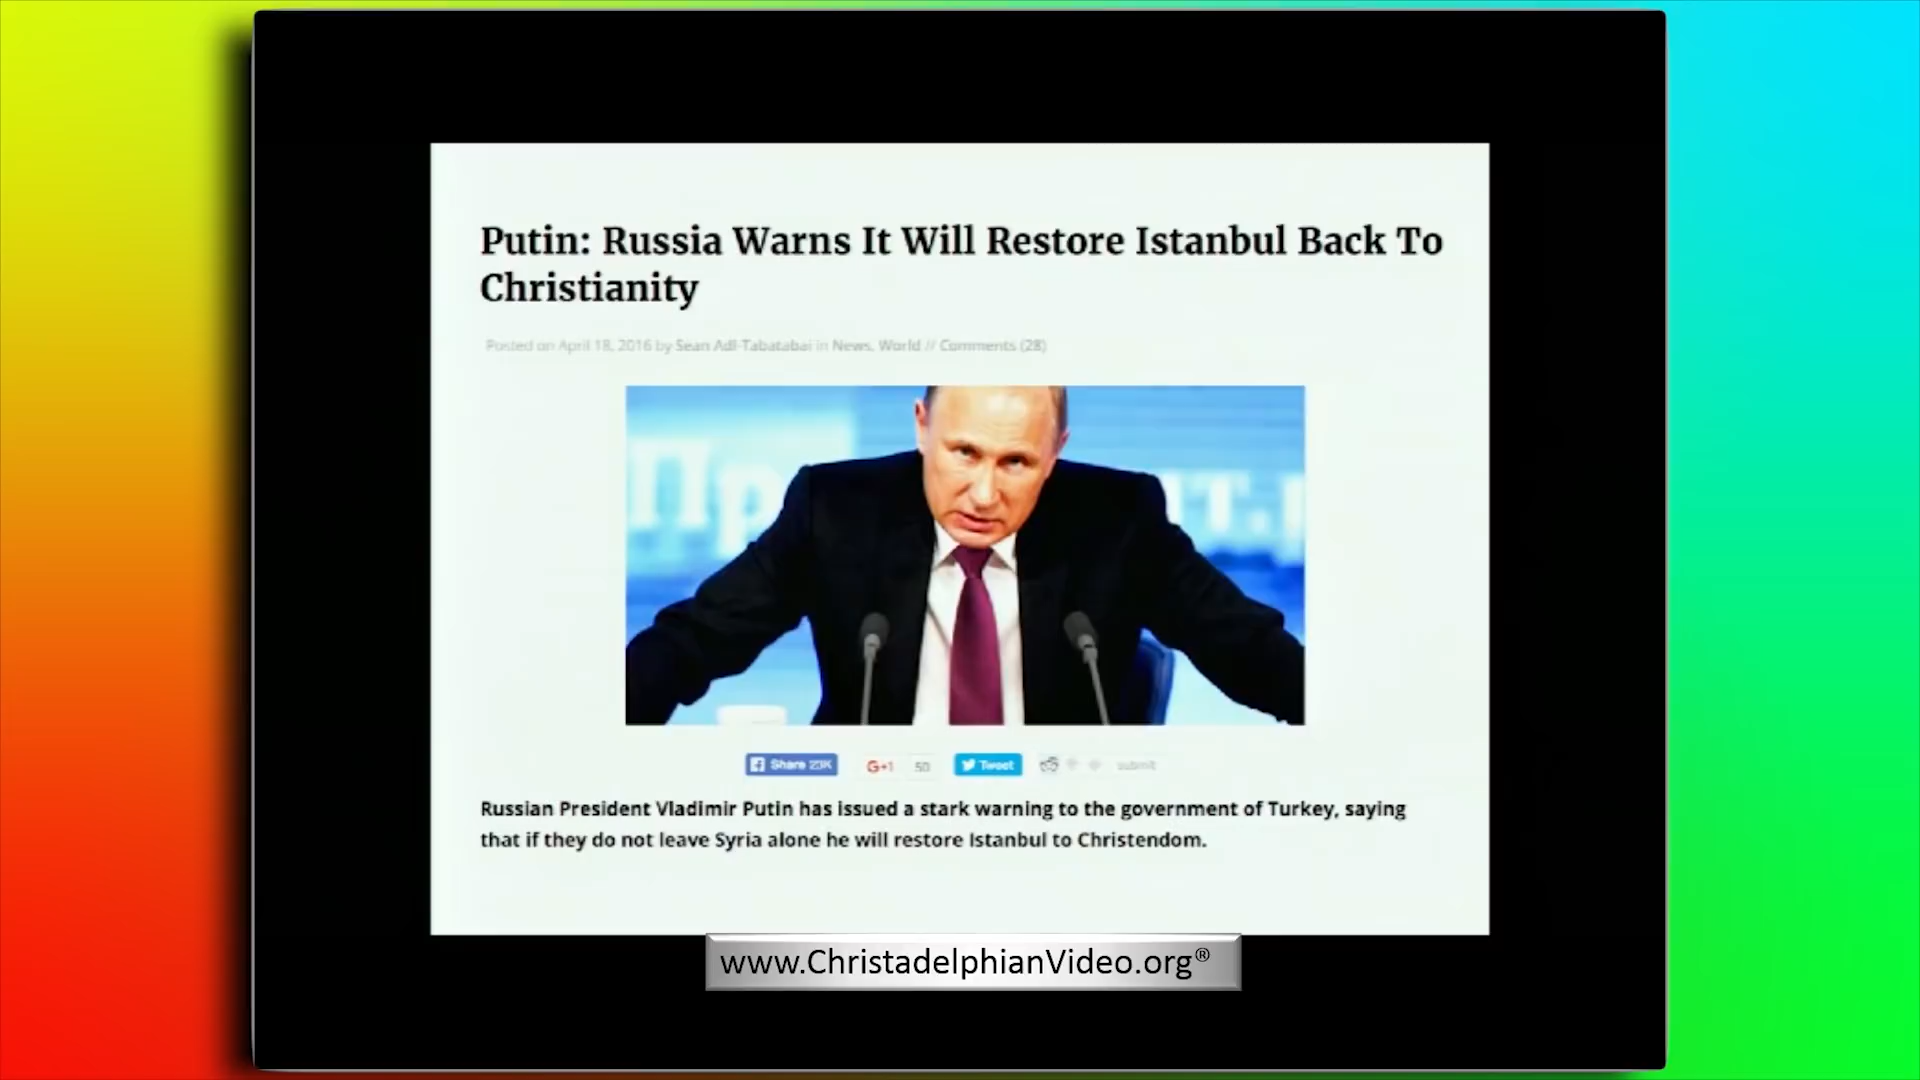 Putin: Russia Warns It Will Restore Istanbul Back To
Christianity
Posted on April 18, 2016 by Sean Adl-Tabatabai in News, World // Comments (28)
Пр
т.
Share 23K
G+1 50
Tweet
submit
Russian President Vladimir Putin has issued a stark warning to the government of Turkey, saying
that if they do not leave Syria alone he will restore Istanbul to Christendom.
www.ChristadelphianVideo.org®